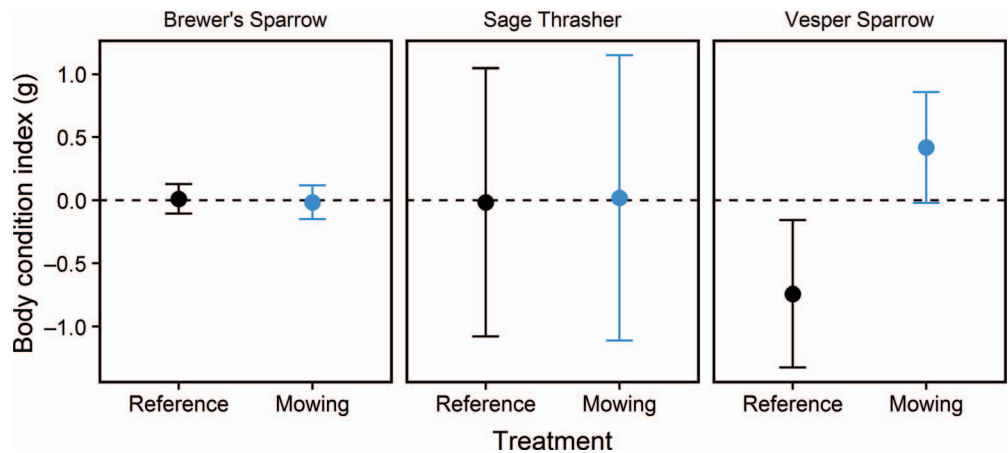 Brewer's Sparrow Sage Thrasher Vesper Sparrow
Body condition index (g)
1.0
0.5
0.0
−0.5
−1.0
Reference Mowing Reference Mowing Reference Mowing
Treatment